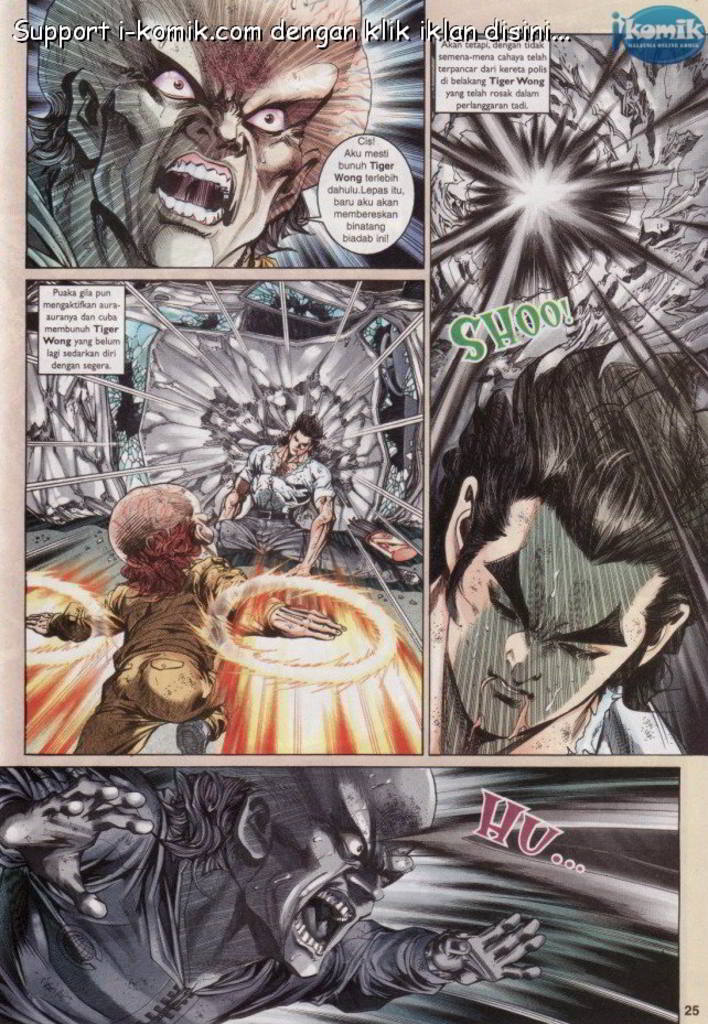 Support i-komik.com dengan klik iklan disini...
ikomik
MALAYSIA ONLINE KOMIK
Cis!
Aku mesti
bunuh Tiger
Wong terlebih
dahulu.Lepas itu,
baru aku akan
membereskan
binatang
biadab ini!
Akan tetapi, dengan tidak
semena-mena cahaya telah
terpancar dari kereta polis
di belakang Tiger Wong
yang telah rosak dalam
perlanggaran tadi.
Puaka gila pun
mengaktifkan aura-
auranya dan cuba
membunuh Tiger
Wong yang belum
lagi sedarkan diri
dengan segera.
SHOO!
HU...
25